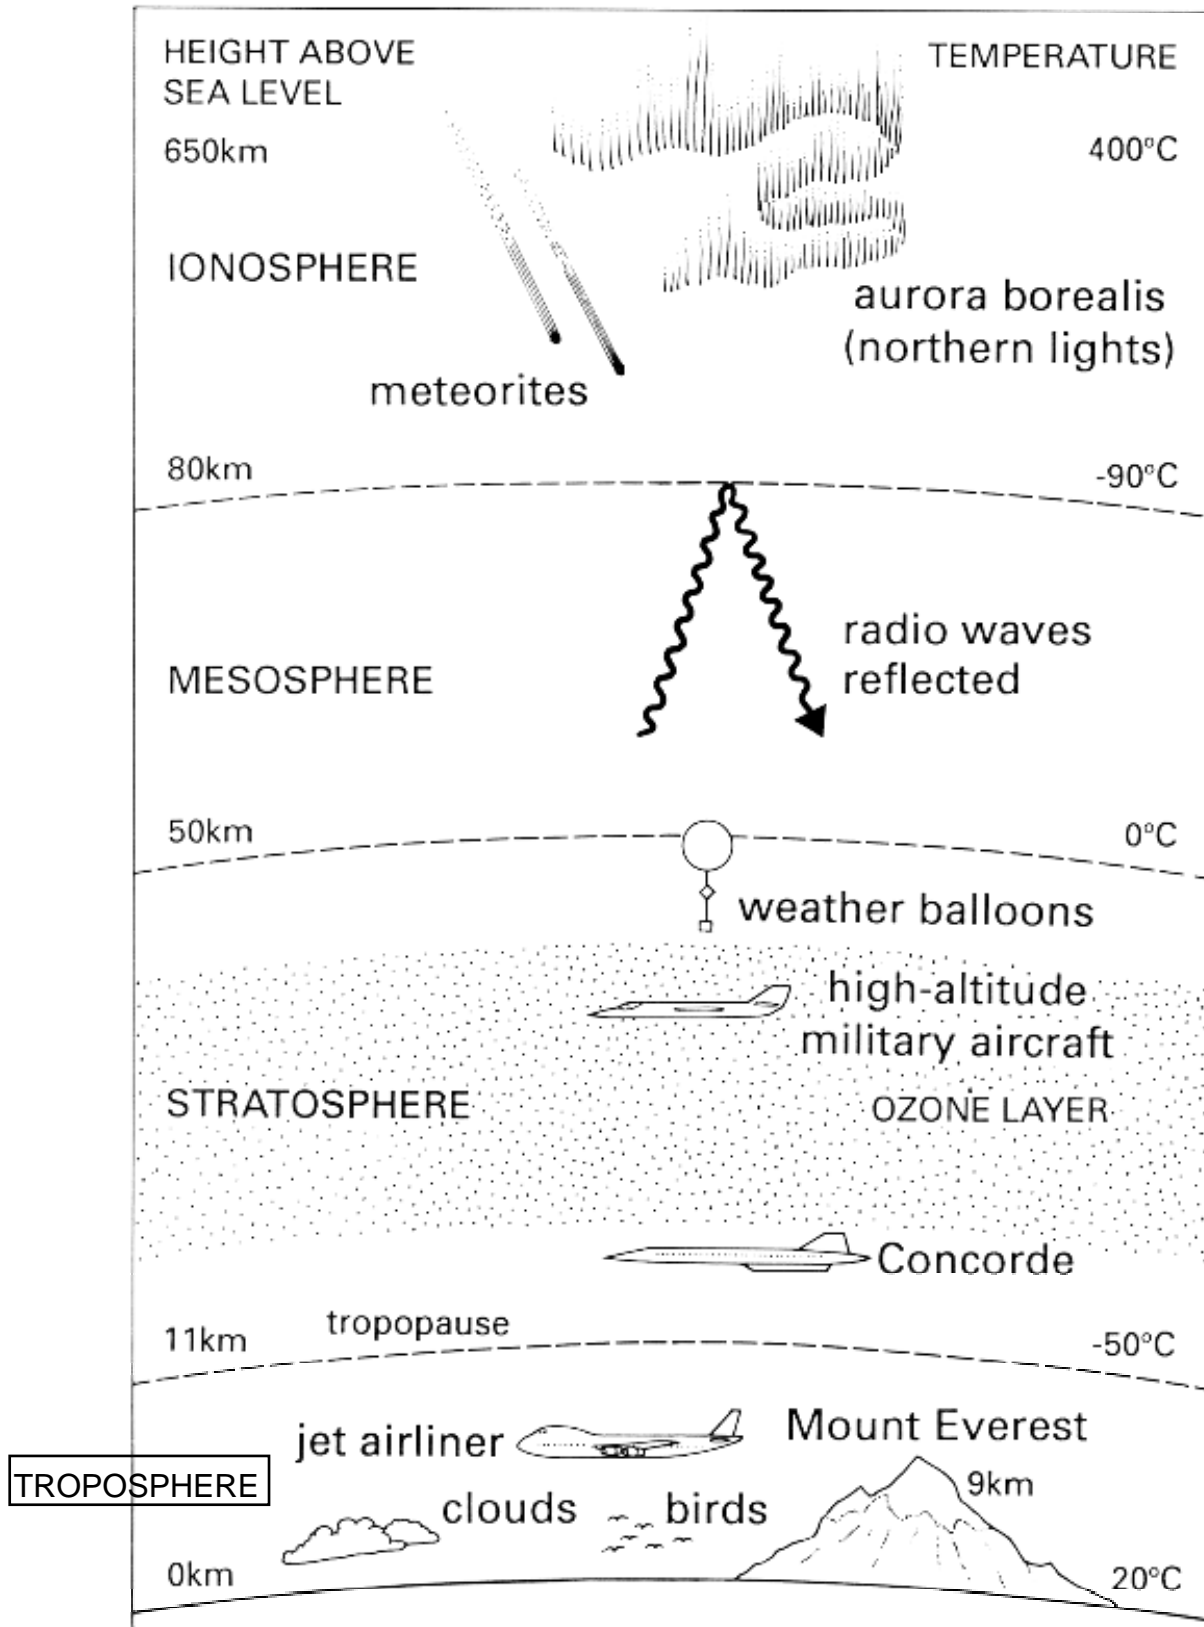 HEIGHT ABOVE
SEA LEVEL
TEMPERATURE
650km
400°C
IONOSPHERE
aurora borealis
(northern lights)
meteorites
80km
-90°C
radio waves
reflected
MESOSPHERE
50km
0°C
weather balloons
high-altitude
military aircraft
STRATOSPHERE
OZONE LAYER
Concorde
tropopause
11km
-50°C
Mount Everest
jet airliner
9km
TROPOSPHERE
clouds
birds
0km
20°C